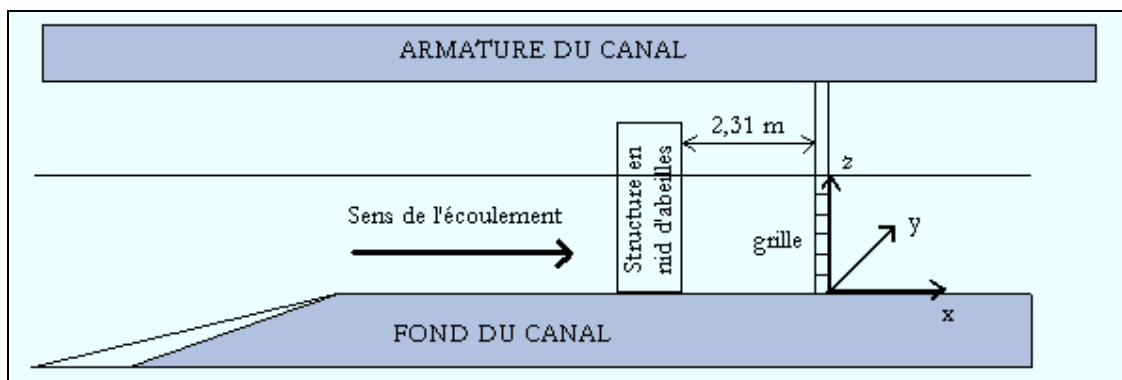 ARMATURE DU CANAL
2,31 m
Structure en
nid d'abeilles
z
Sens de l'écoulement
y
grille
x
FOND DU CANAL